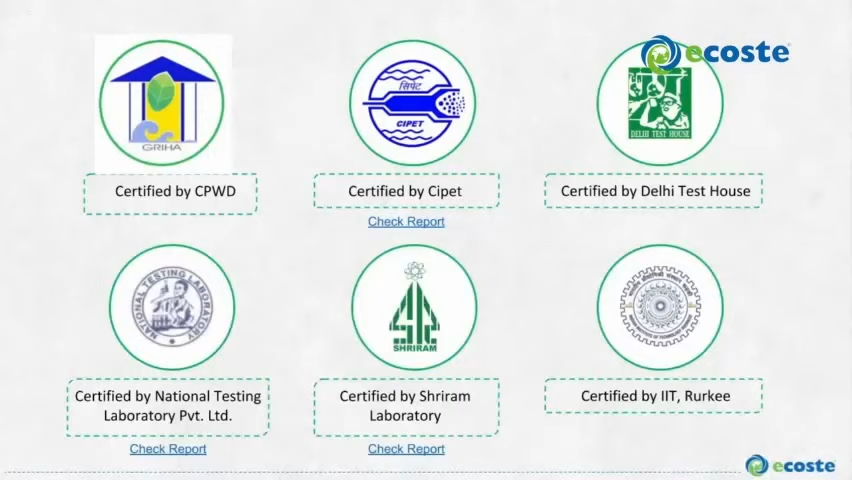 ecoste
GRIHA
सिपेट
CIPET
DELHI TEST HOUSE
Certified by CPWD
Certified by Cipet
Certified by Delhi Test House
Check Report
NATIONAL TESTING LABORATORY
SHRIRAM
Certified by National Testing
Laboratory Pvt. Ltd.
Certified by Shriram
Laboratory
Certified by IIT, Rurkee
Check Report
Check Report
ecoste